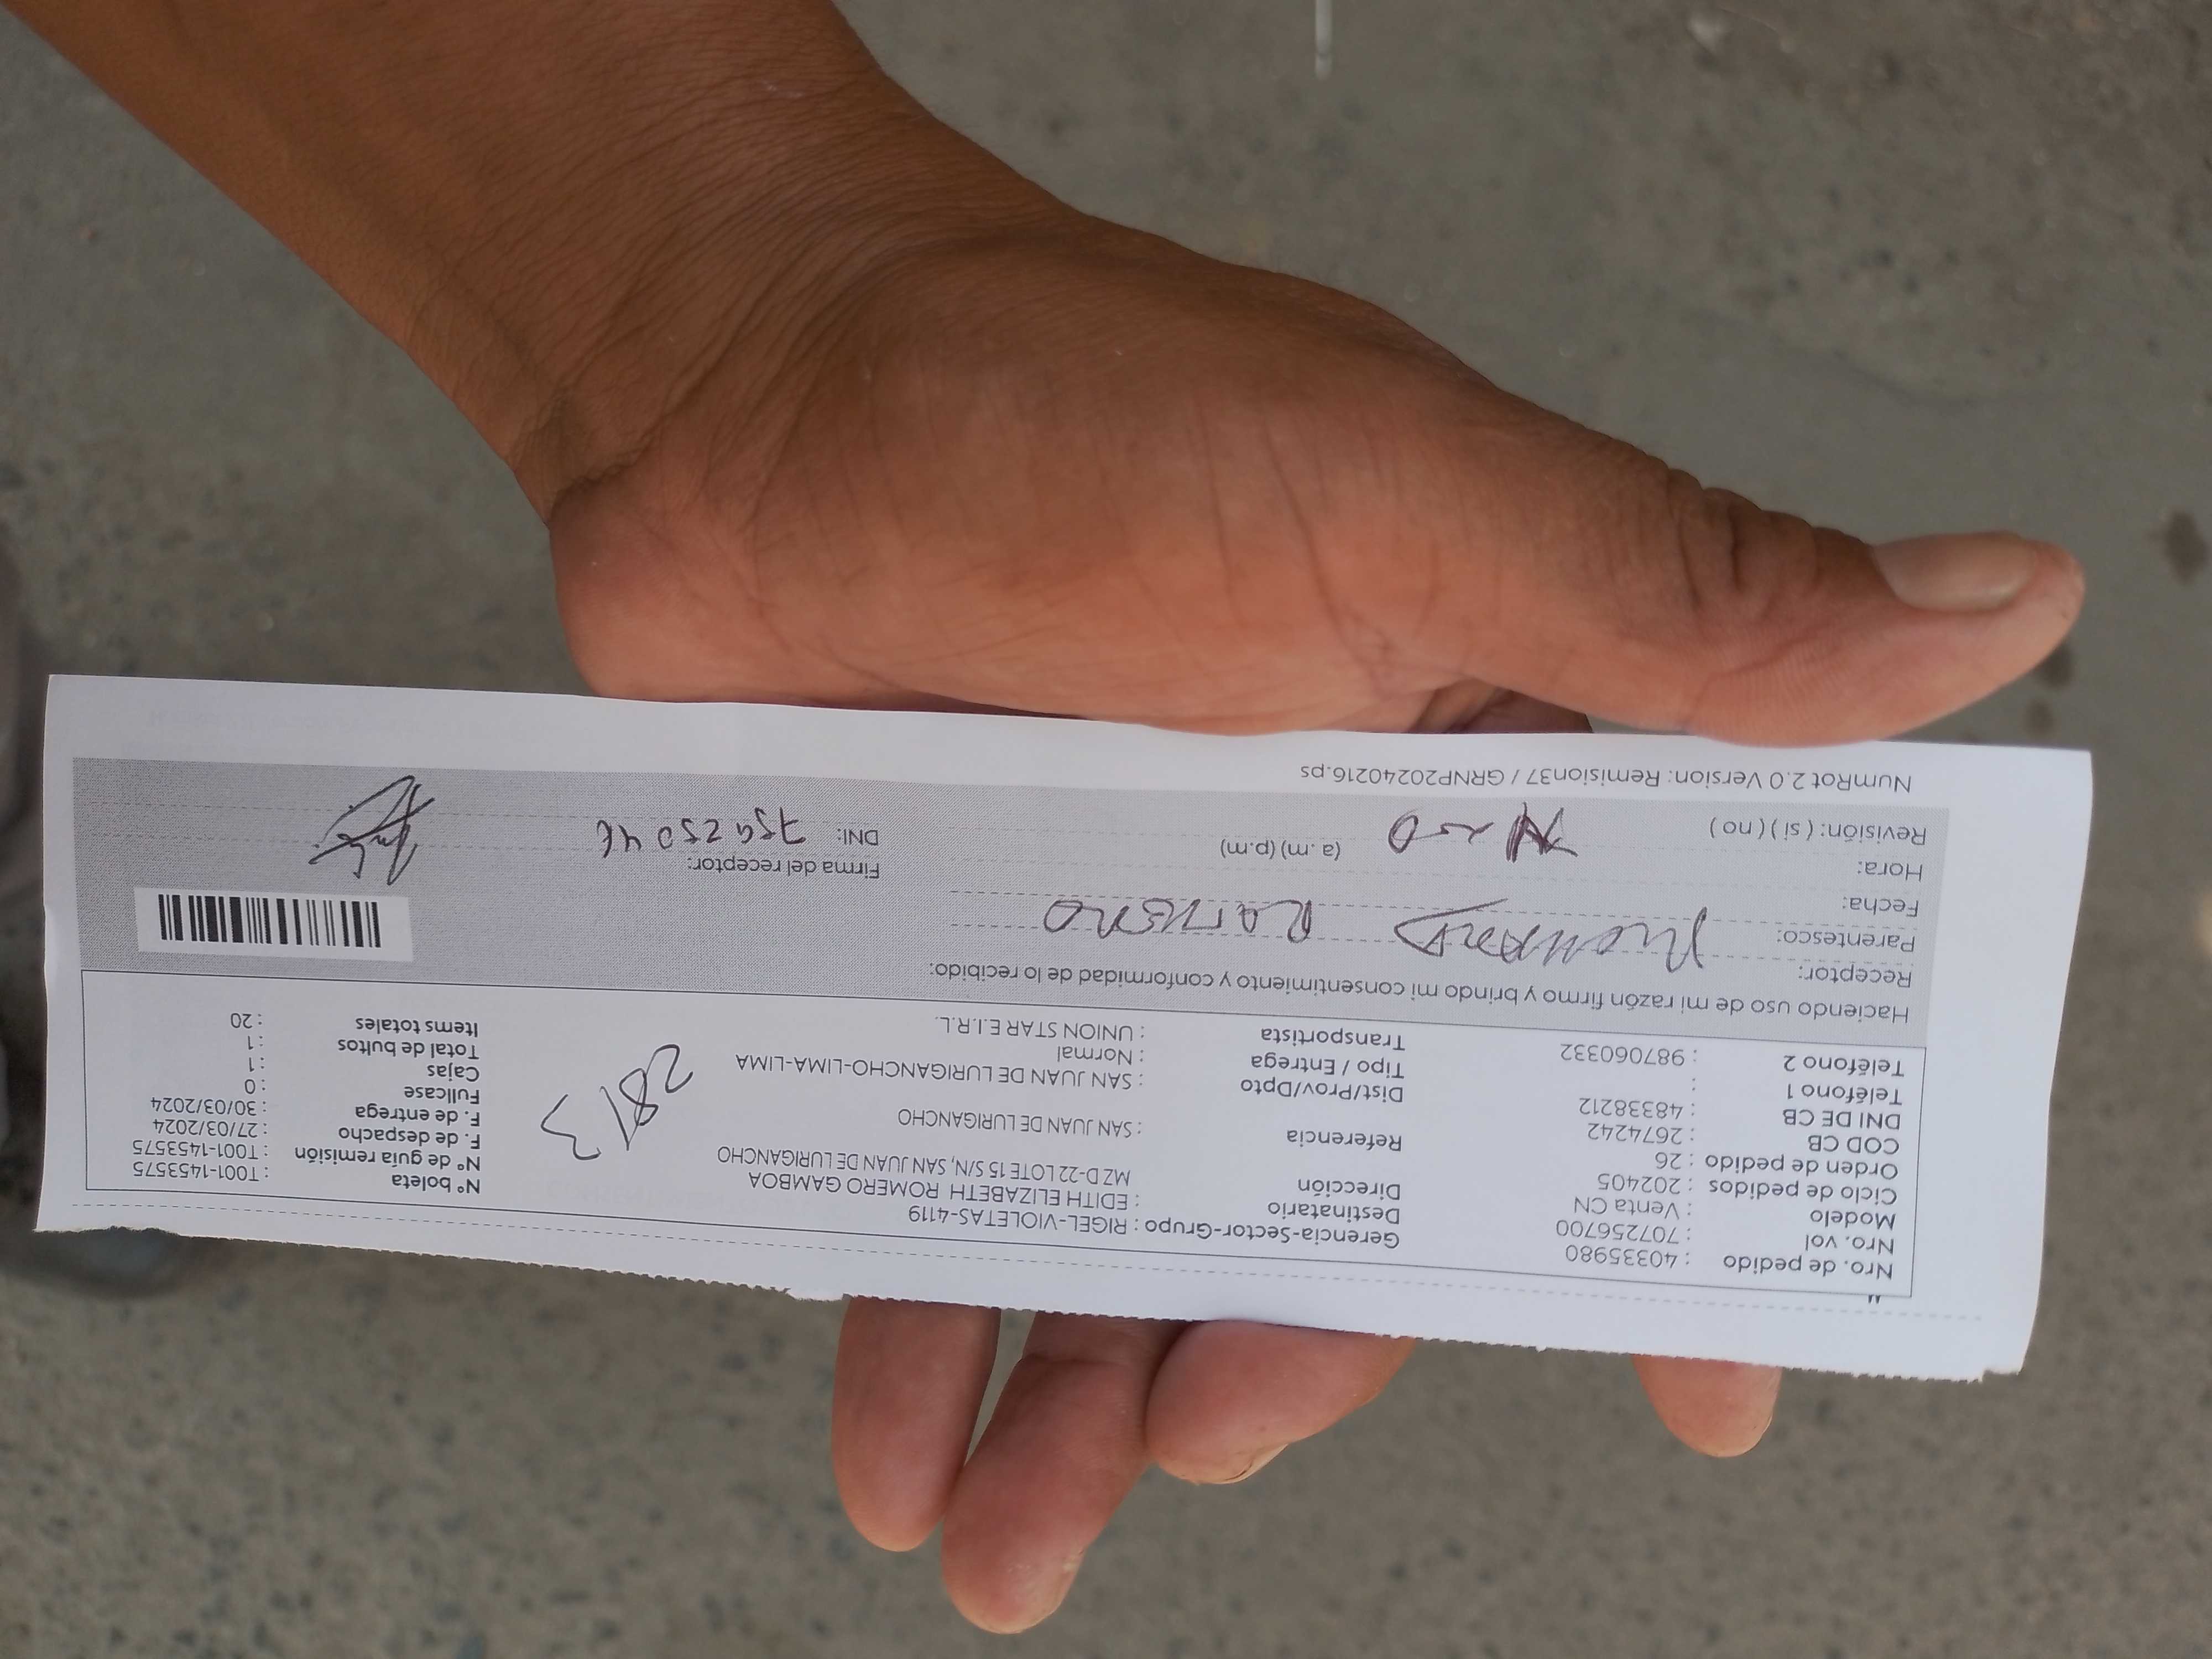 Nro. de pedido : 40335980
Nro. vol : 707256700
Modelo : Venta CN
Ciclo de pedidos : 202405
Orden de pedido : 26
COD CB : 2674242
DNI DE CB : 48338212
Teléfono 1 :
Teléfono 2 : 987060332
Gerencia-Sector-Grupo : RIGEL-VIOLETAS-4119
Destinatario : EDITH ELIZABETH ROMERO GAMBOA
Dirección MZ D-22 LOTE 15 S/N, SAN JUAN DE LURIGANCHO
Referencia : SAN JUAN DE LURIGANCHO
Dist/Prov/Dpto : SAN JUAN DE LURIGANCHO-LIMA-LIMA
Tipo / Entrega : Normal
Transportista : UNION STAR E.I.R.L.
N° boleta : T001-1453575
N° de guía remisión : T001-1453575
F. de despacho : 27/03/2024
F. de entrega : 30/03/2024
Fullcase : 0
Cajas : 1
Total de bultos : 1
Items totales : 20
28/3
Haciendo uso de mi razón firmo y brindo mi consentimiento y conformidad de lo recibido:
Receptor:
Parentesco:
Fecha:
Hora: (a.m) (p.m)
Revisión: ( si ) ( no )
Firma del receptor:
DNI: 75925046
NumRot 2.0 Version: Remision37 / GRNP20240216.ps